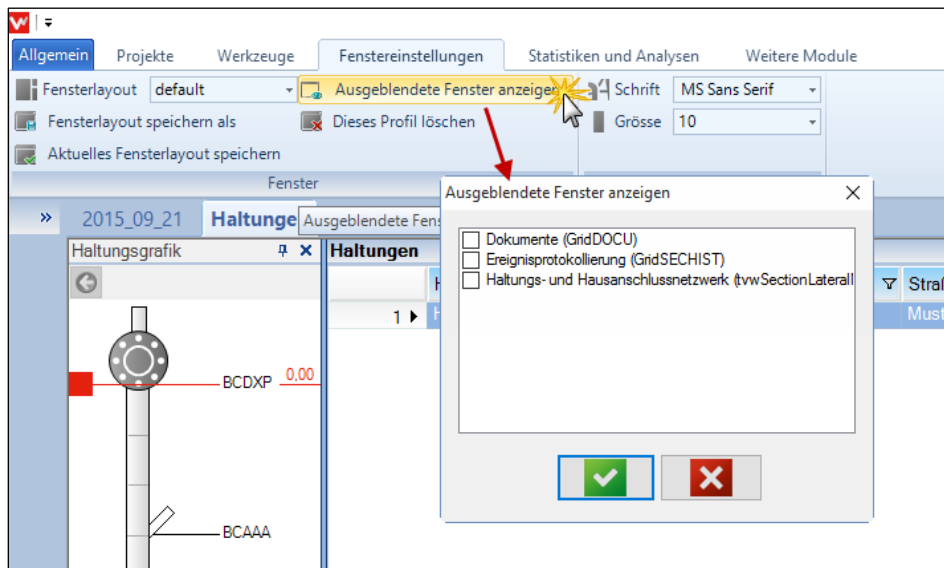 Allgemein Projekte Werkzeuge Fenstereinstellungen Statistiken und Analysen Weitere Module
Fensterlayout default Ausgeblendete Fenster anzeigen Schrift MS Sans Serif
Fensterlayout speichern als Dieses Profil löschen Grösse 10
Aktuelles Fensterlayout speichern
Fenster
Ausgeblendete Fenster anzeigen
2015_09_21 Haltunge Ausgeblendete Fens
Haltungsgrafik Haltungen
Dokumente (GridDOCU)
Ereignisprotokollierung (GridSECHIST)
Haltungs- und Hausanschlussnetzwerk (tvwSectionLaterall
H Straß
1 H Must
BCDXP 0,00
BCAAA